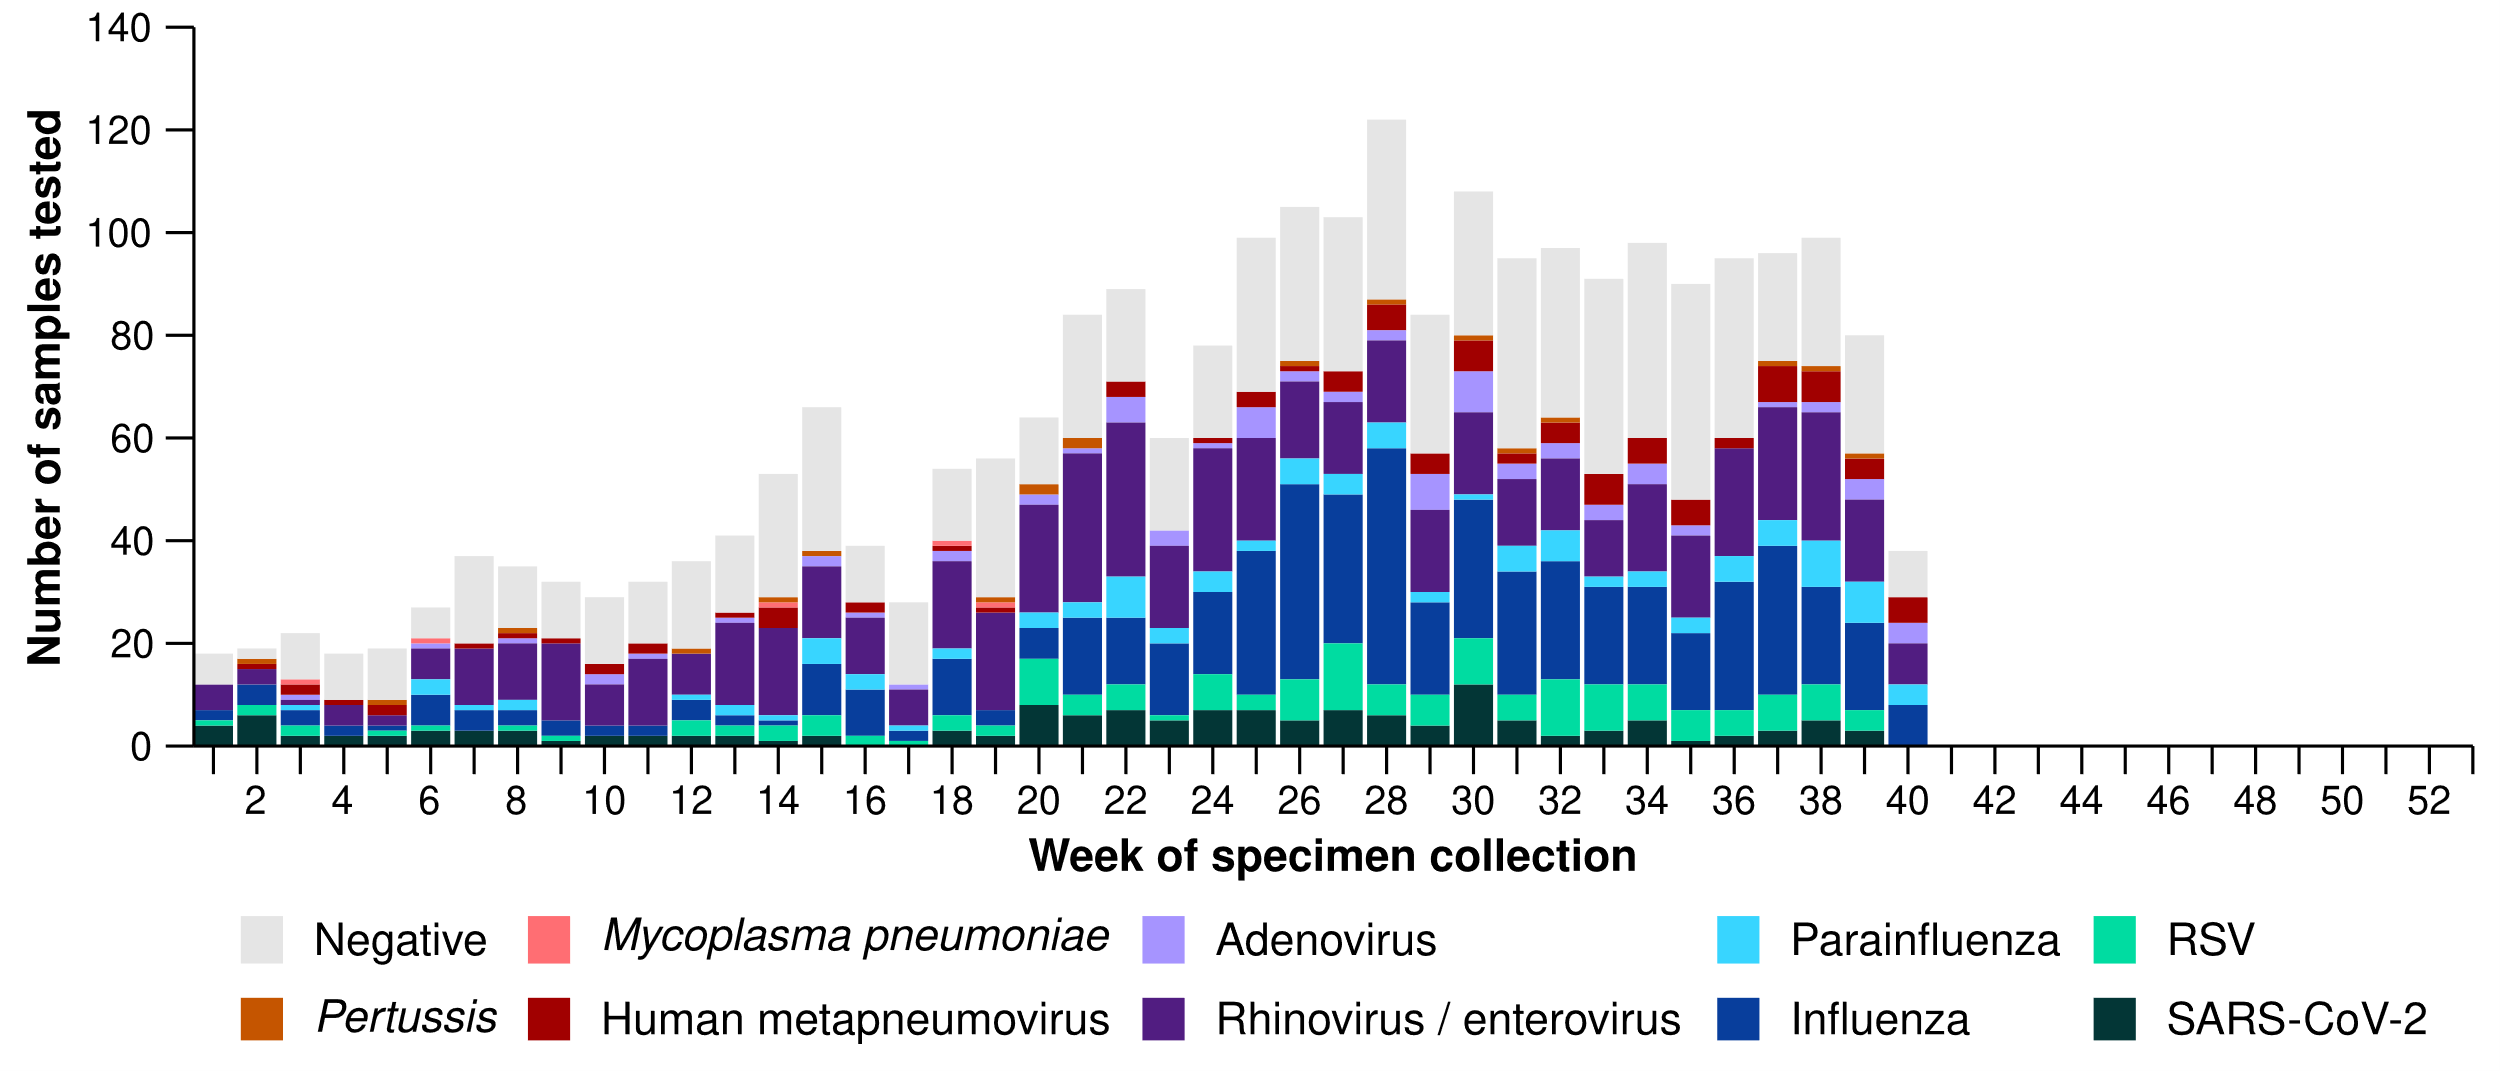 140
120
100
80
60
40
20
0
Number of samples tested
2 4 6 8 10 12 14 16 18 20 22 24 26 28 30 32 34 36 38 40 42 44 46 48 50 52
Week of specimen collection
Negative Mycoplasma pneumoniae Adenovirus Parainfluenza RSV
Pertussis Human metapneumovirus Rhinovirus / enterovirus Influenza SARS-CoV-2